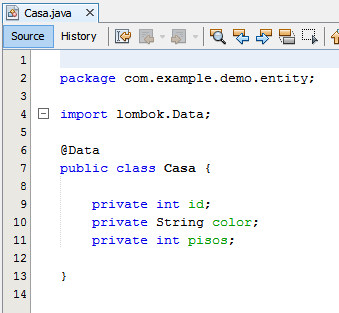 Casa.java
Source History
1
2 package com.example.demo.entity;
3
4 import lombok.Data;
5
6 @Data
7 public class Casa {
8
9 private int id;
10 private String color;
11 private int pisos;
12
13 }
14